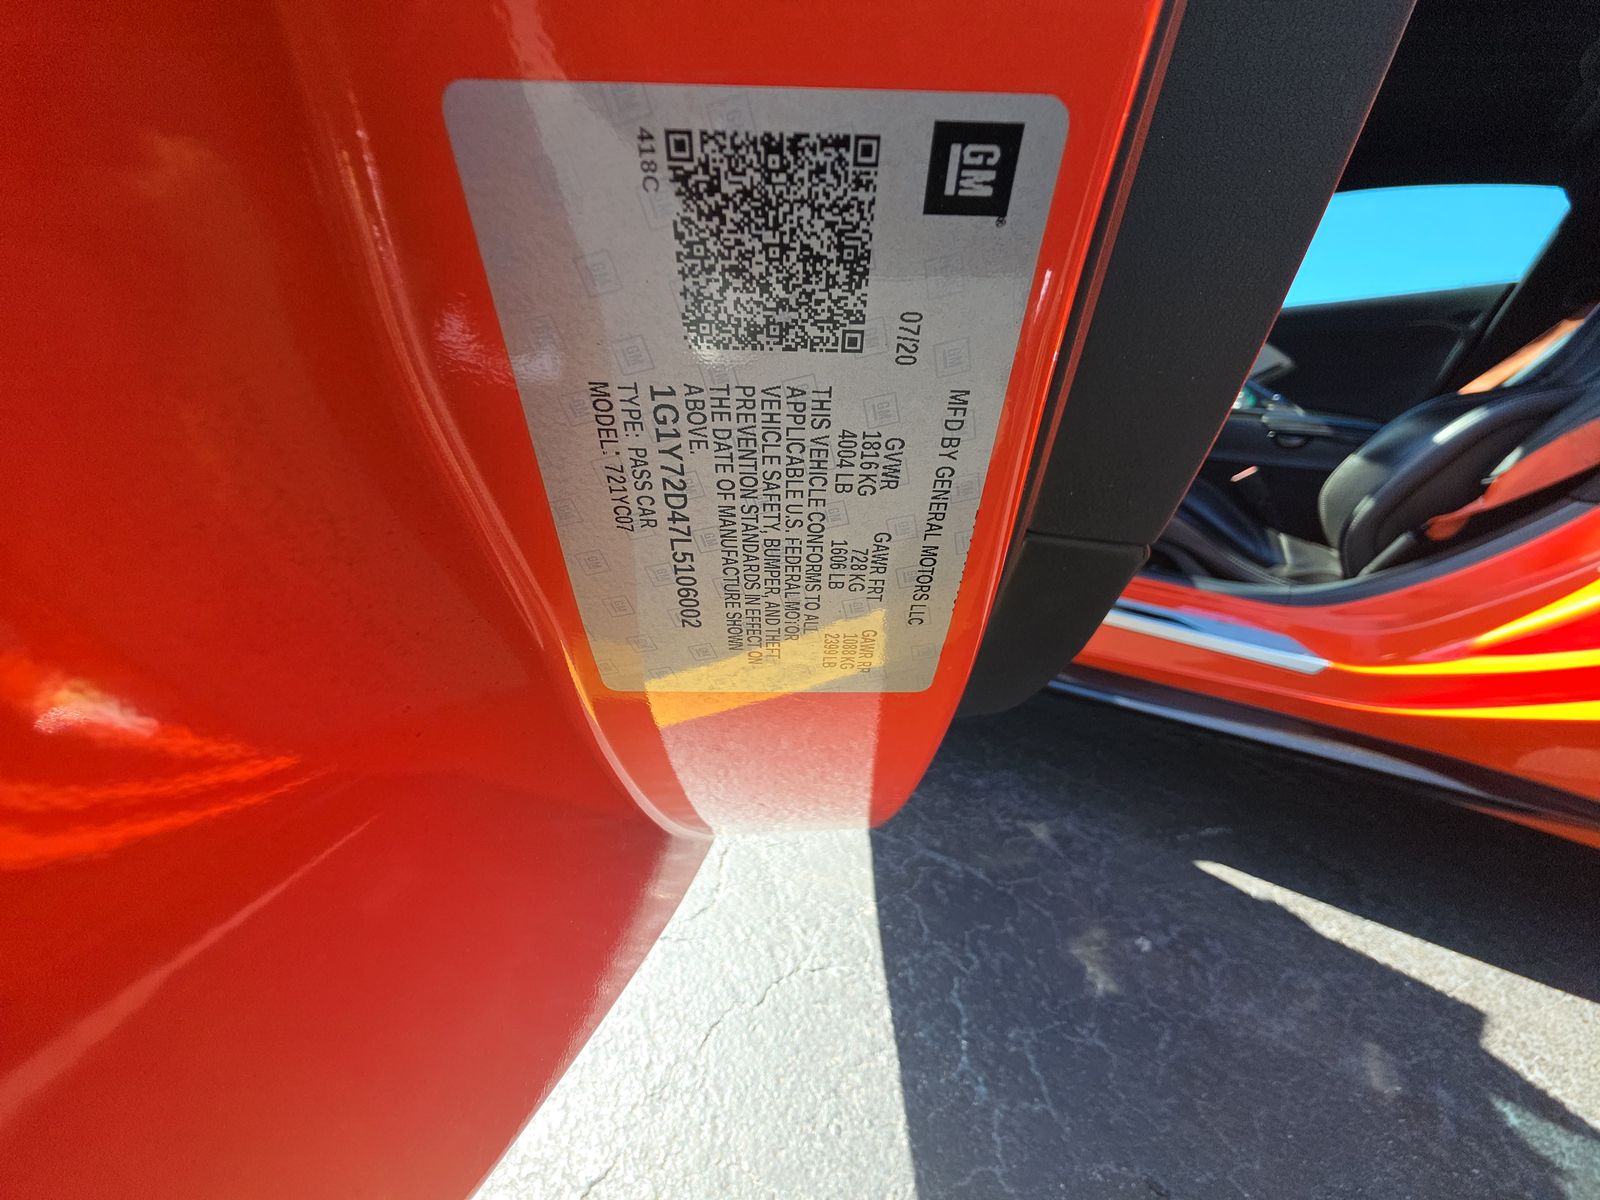 GM
MFD BY GENERAL MOTORS LLC
07/20
GVWR GAWR FRT GAWR RR
1816 KG 728 KG 1088 KG
4004 LB 1606 LB 2399 LB
THIS VEHICLE CONFORMS TO ALL
APPLICABLE U.S. FEDERAL MOTOR
VEHICLE SAFETY, BUMPER, AND THEFT
PREVENTION STANDARDS IN EFFECT ON
THE DATE OF MANUFACTURE SHOWN
ABOVE.
1G1Y72D47L5106002
TYPE: PASS CAR
MODEL: 721YC07
418C